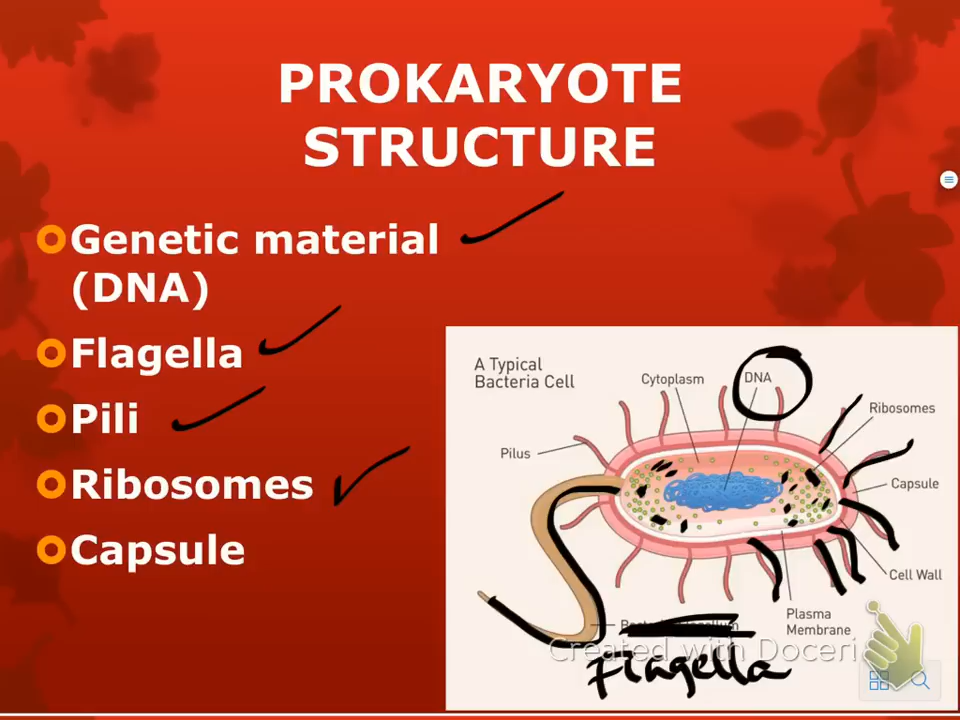 PROKARYOTE
STRUCTURE
Genetic material
(DNA)
Flagella
Pili
Ribosomes
Capsule
A Typical
Bacteria Cell
Cytoplasm
DNA
Ribosomes
Pilus
Capsule
Cell Wall
Plasma
Membrane
Created with Doceri
Flagella